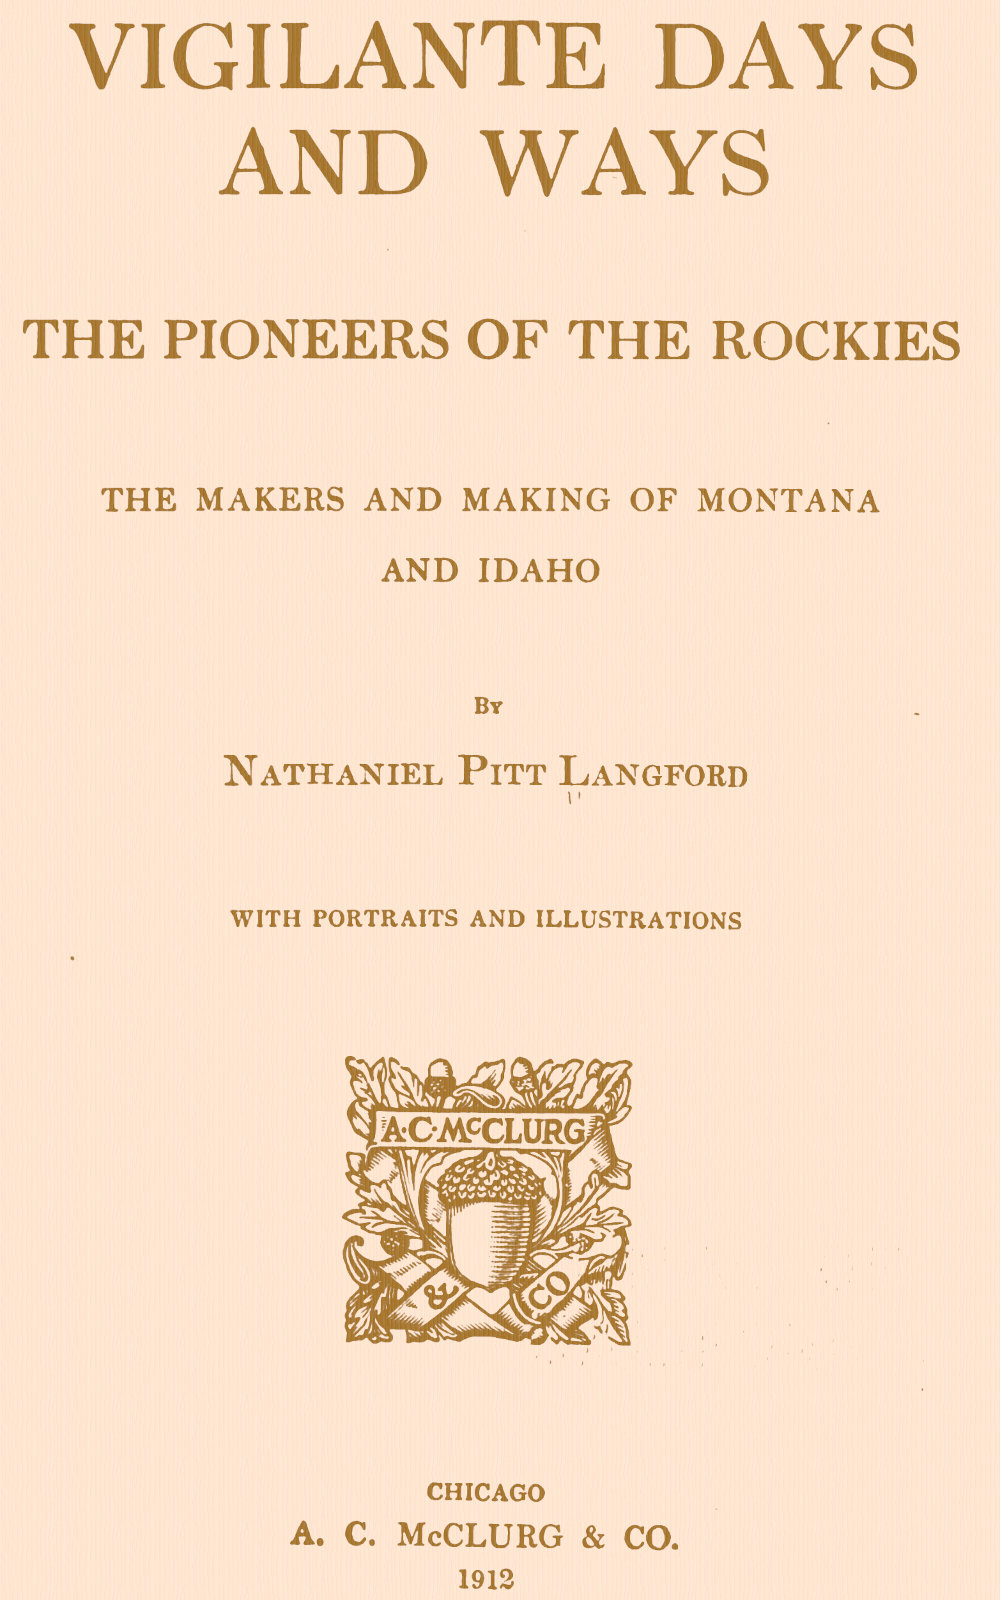 VIGILANTE DAYS
AND WAYS
THE PIONEERS OF THE ROCKIES
THE MAKERS AND MAKING OF MONTANA
AND IDAHO
By
Nathaniel Pitt Langford
WITH PORTRAITS AND ILLUSTRATIONS
A·C·McCLURG
& CO
CHICAGO
A. C. McCLURG & CO.
1912